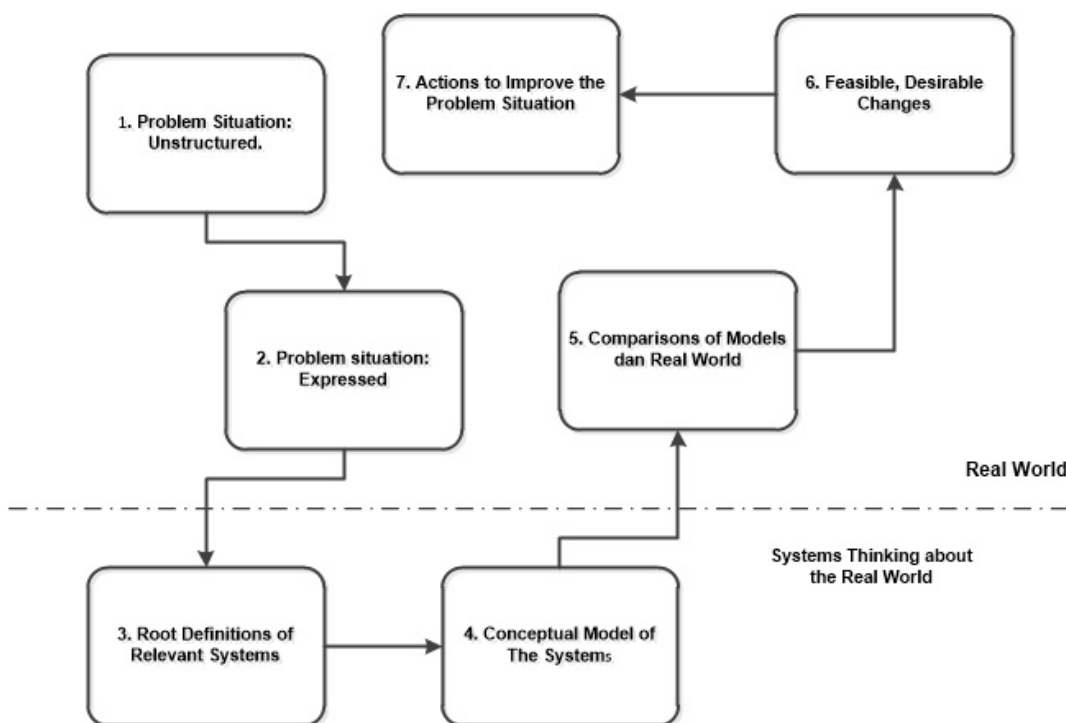 1. Problem Situation:
Unstructured.
2. Problem situation:
Expressed
3. Root Definitions of
Relevant Systems
4. Conceptual Model of
The Systems
5. Comparisons of Models
dan Real World
6. Feasible, Desirable
Changes
7. Actions to Improve the
Problem Situation
Real World
Systems Thinking about
the Real World